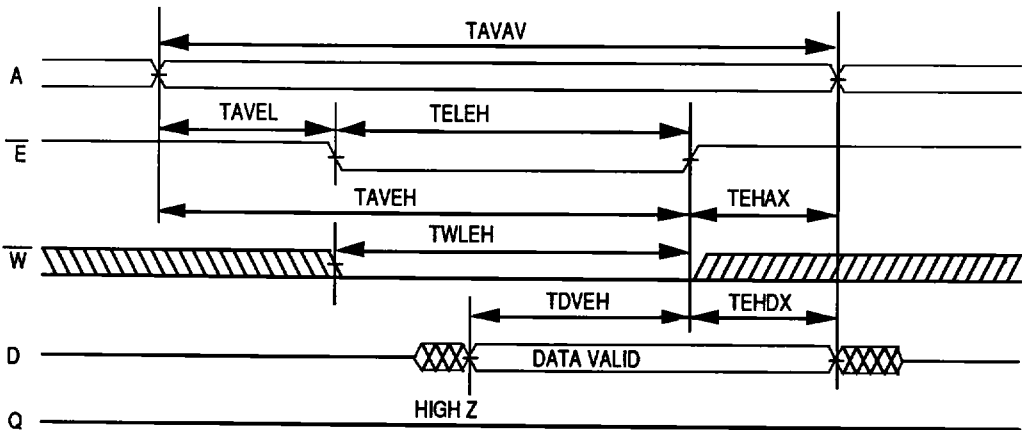 TAVAV
A
TAVEL TELEH
E
TAVEH TEHAX
TWLEH
W
TDVEH TEHDX
D DATA VALID
HIGH Z
Q